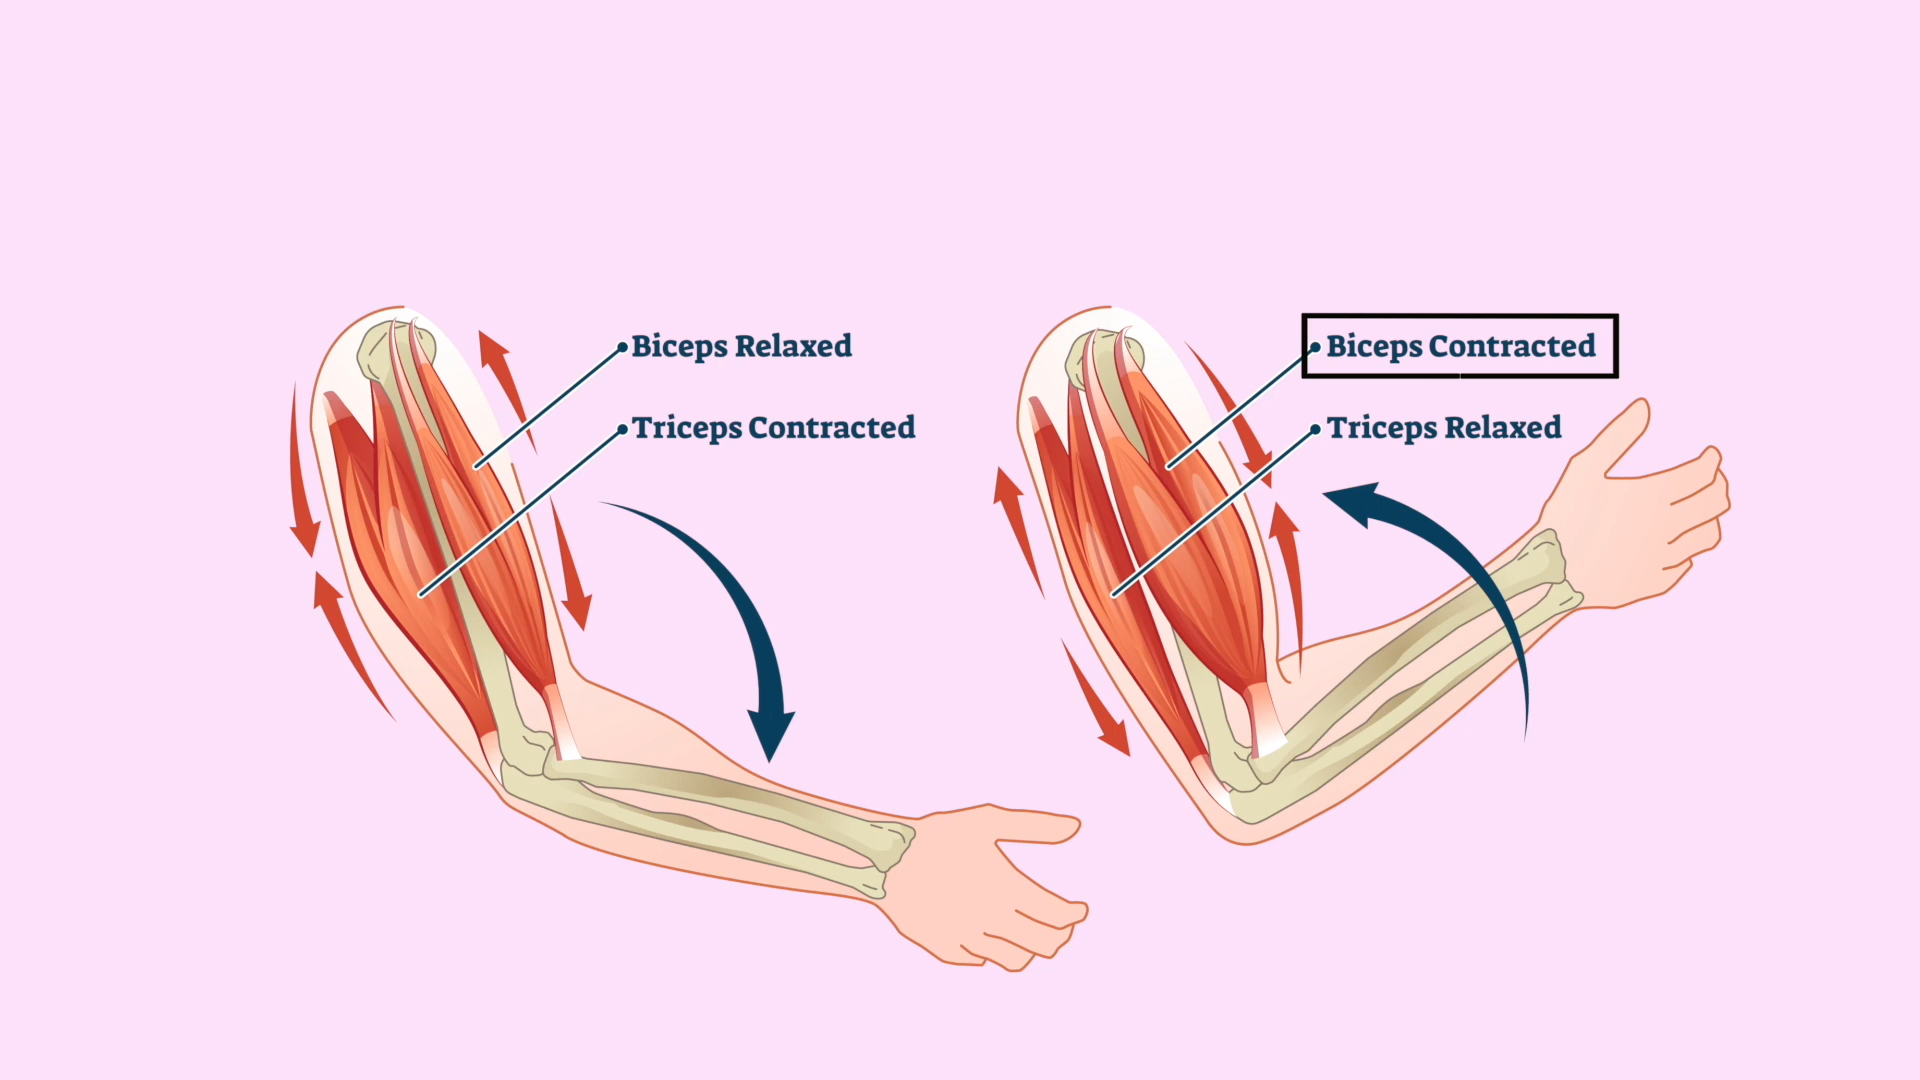 Biceps Relaxed
Triceps Contracted
Biceps Contracted
Triceps Relaxed